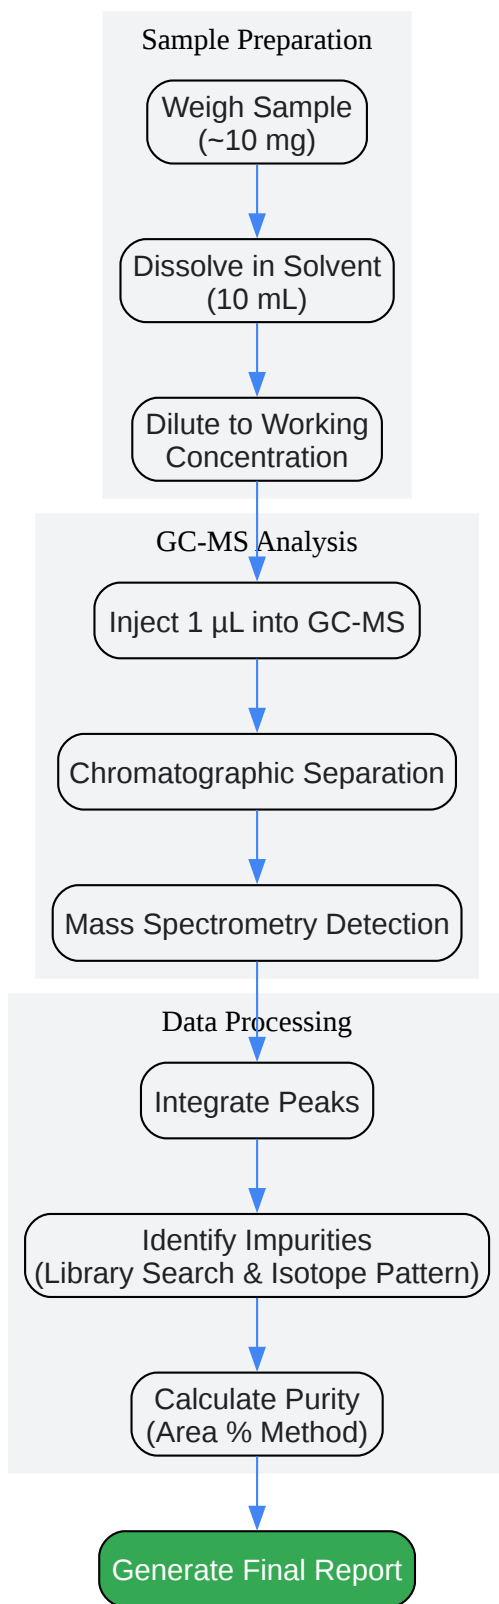 Sample Preparation
Weigh Sample
(~10 mg)
Dissolve in Solvent
(10 mL)
Dilute to Working
Concentration
GC-MS Analysis
Inject 1 µL into GC-MS
Chromatographic Separation
Mass Spectrometry Detection
Data Processing
Integrate Peaks
Identify Impurities
(Library Search & Isotope Pattern)
Calculate Purity
(Area % Method)
Generate Final Report